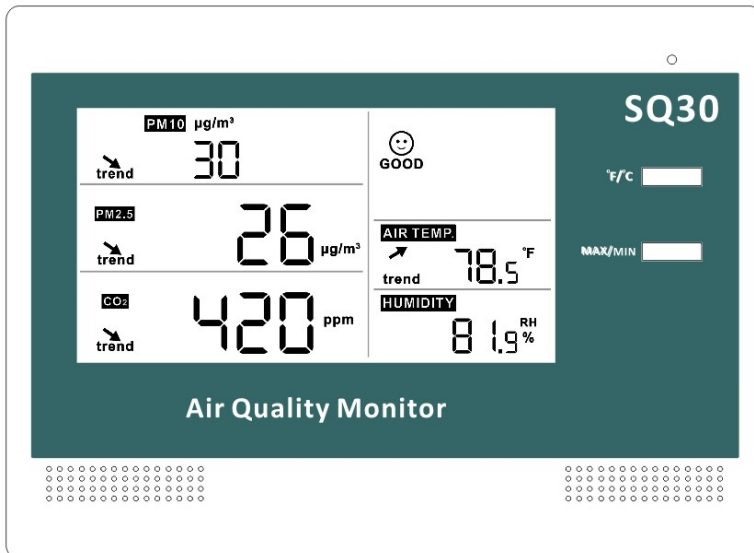 SQ30
PM10 µg/m³
30
trend
GOOD
°F/°C
PM2.5
26 µg/m³
trend
AIR TEMP.
78.5 °F
trend
MAX/MIN
CO₂
420 ppm
trend
HUMIDITY
81.9 RH %
Air Quality Monitor